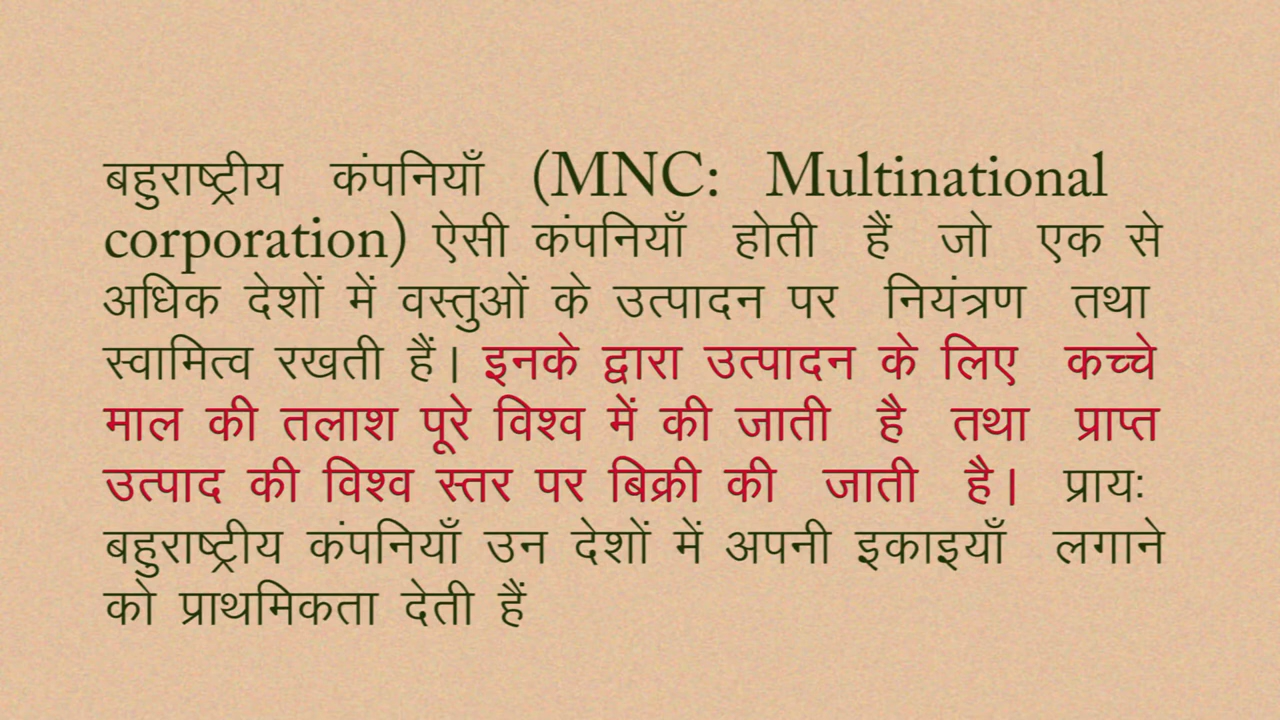 बहुराष्ट्रीय कंपनियाँ (MNC: Multinational
corporation) ऐसी कंपनियाँ होती हैं जो एक से
अधिक देशों में वस्तुओं के उत्पादन पर नियंत्रण तथा
स्वामित्व रखती हैं। इनके द्वारा उत्पादन के लिए कच्चे
माल की तलाश पूरे विश्व में की जाती है तथा प्राप्त
उत्पाद की विश्व स्तर पर बिक्री की जाती है। प्रायः
बहुराष्ट्रीय कंपनियाँ उन देशों में अपनी इकाइयाँ लगाने
को प्राथमिकता देती हैं